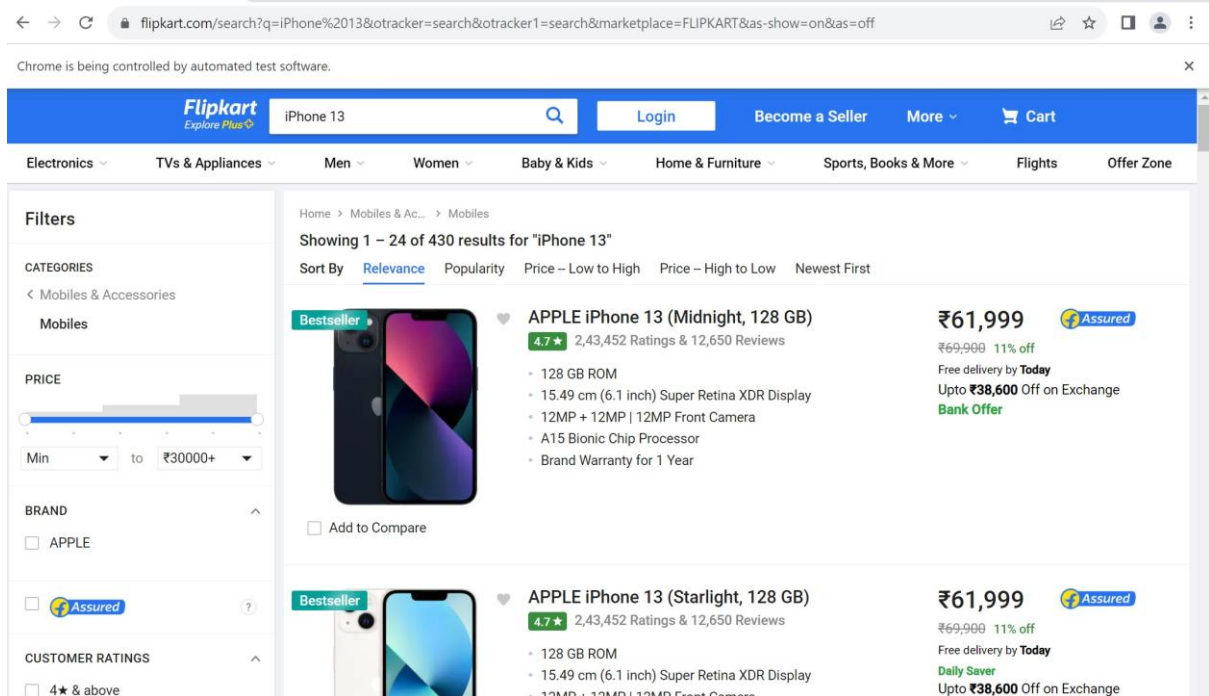 flipkart.com/search?q=iPhone%2013&otracker=search&otracker1=search&marketplace=FLIPKART&as-show=on&as=off
Chrome is being controlled by automated test software.
Flipkart
Explore Plus
iPhone 13
Login
Become a Seller
More
Cart
Electronics
TVs & Appliances
Men
Women
Baby & Kids
Home & Furniture
Sports, Books & More
Flights
Offer Zone
Filters
CATEGORIES
< Mobiles & Accessories
Mobiles
PRICE
Min
to
₹30000+
BRAND
APPLE
Assured
?
CUSTOMER RATINGS
4★ & above
Home > Mobiles & Ac... > Mobiles
Showing 1 – 24 of 430 results for "iPhone 13"
Sort By Relevance Popularity Price -- Low to High Price -- High to Low Newest First
Bestseller
APPLE iPhone 13 (Midnight, 128 GB)
4.7★ 2,43,452 Ratings & 12,650 Reviews
128 GB ROM
15.49 cm (6.1 inch) Super Retina XDR Display
12MP + 12MP | 12MP Front Camera
A15 Bionic Chip Processor
Brand Warranty for 1 Year
₹61,999
Assured
₹69,900 11% off
Free delivery by Today
Upto ₹38,600 Off on Exchange
Bank Offer
Add to Compare
Bestseller
APPLE iPhone 13 (Starlight, 128 GB)
4.7★ 2,43,452 Ratings & 12,650 Reviews
128 GB ROM
15.49 cm (6.1 inch) Super Retina XDR Display
12MP + 12MP | 12MP Front Camera
₹61,999
Assured
₹69,900 11% off
Free delivery by Today
Daily Saver
Upto ₹38,600 Off on Exchange